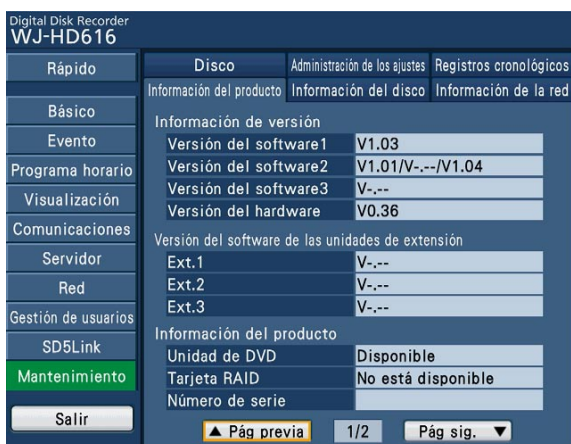 Digital Disk Recorder
WJ-HD616
Rápido
Básico
Evento
Programa horario
Visualización
Comunicaciones
Servidor
Red
Gestión de usuarios
SD5Link
Mantenimiento
Salir
Disco Administración de los ajustes Registros cronológicos
Información del producto Información del disco Información de la red
Información de versión
Versión del software1 V1.03
Versión del software2 V1.01/V-.--/V1.04
Versión del software3 V-.--
Versión del hardware V0.36
Versión del software de las unidades de extensión
Ext.1 V-.--
Ext.2 V-.--
Ext.3 V-.--
Información del producto
Unidad de DVD Disponible
Tarjeta RAID No está disponible
Número de serie
▲ Pág previa 1/2 Pág sig. ▼